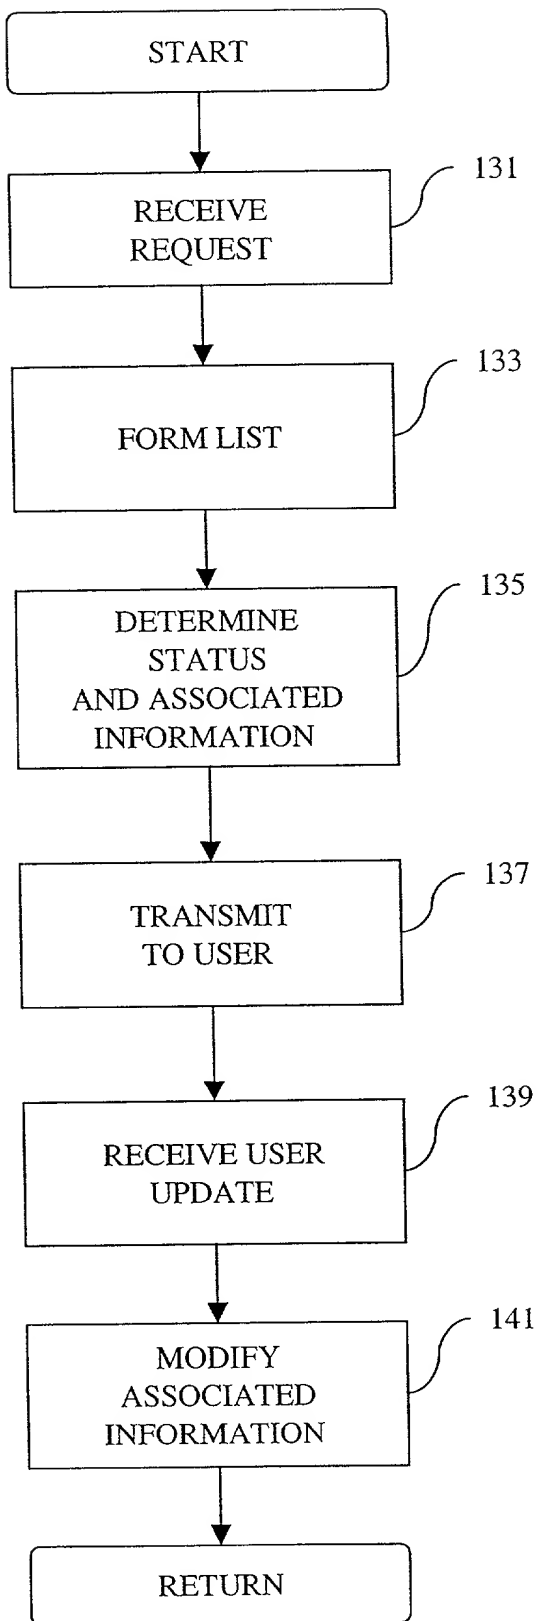 START
131
RECEIVE
REQUEST
133
FORM LIST
135
DETERMINE
STATUS
AND ASSOCIATED
INFORMATION
137
TRANSMIT
TO USER
139
RECEIVE USER
UPDATE
141
MODIFY
ASSOCIATED
INFORMATION
RETURN